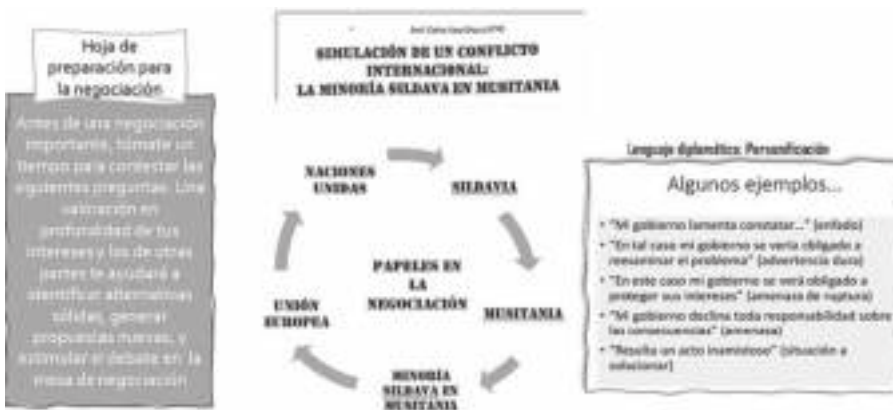 Hoja de
preparación para
la negociación
Antes de una negociación
importante, tómate un
tiempo para contestar las
siguientes preguntas. Una
valoración en
profundidad de tus
intereses y los de otras
partes te ayudará a
identificar alternativas
sólidas, generar
propuestas nuevas, y
estimular el debate en la
mesa de negociación
SIMULACIÓN DE UN CONFLICTO
INTERNACIONAL:
LA MINORÍA SILDAVA EN MUSITANIA
NACIONES
UNIDAS
SILDAVIA
PAPELES EN
LA
NEGOCIACIÓN
UNIÓN
EUROPEA
MUSITANIA
MINORÍA
SILDAVA EN
MUSITANIA
Lenguaje diplomático: Personificación
Algunos ejemplos...
• "Mi gobierno lamenta constatar..." (enfado)
• "En tal caso mi gobierno se vería obligado a
reexaminar el problema" (advertencia dura)
• "En este caso mi gobierno se verá obligado a
proteger sus intereses" (amenaza de ruptura)
• "Mi gobierno declina toda responsabilidad sobre
las consecuencias" (amenaza)
• "Resulta un acto inamistoso" (situación a
solucionar)